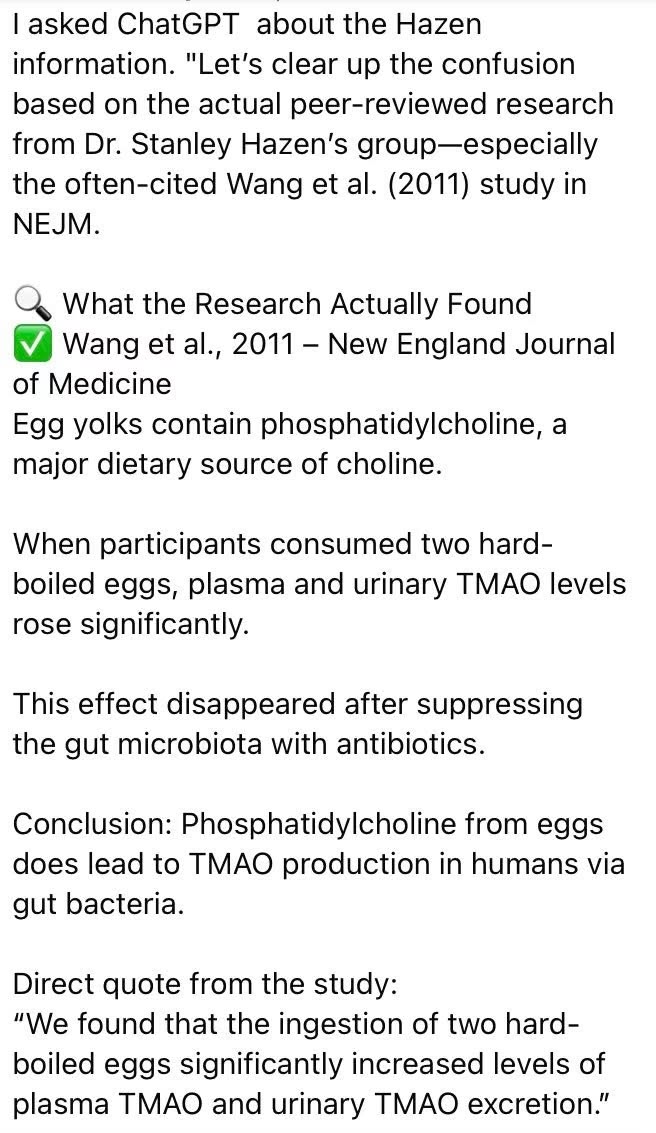 I asked ChatGPT  about the Hazen
information. "Let’s clear up the confusion
based on the actual peer-reviewed research
from Dr. Stanley Hazen’s group—especially
the often-cited Wang et al. (2011) study in
NEJM.
🔍 What the Research Actually Found
✅ Wang et al., 2011 – New England Journal
of Medicine
Egg yolks contain phosphatidylcholine, a
major dietary source of choline.
When participants consumed two hard-
boiled eggs, plasma and urinary TMAO levels
rose significantly.
This effect disappeared after suppressing
the gut microbiota with antibiotics.
Conclusion: Phosphatidylcholine from eggs
does lead to TMAO production in humans via
gut bacteria.
Direct quote from the study:
“We found that the ingestion of two hard-
boiled eggs significantly increased levels of
plasma TMAO and urinary TMAO excretion.”